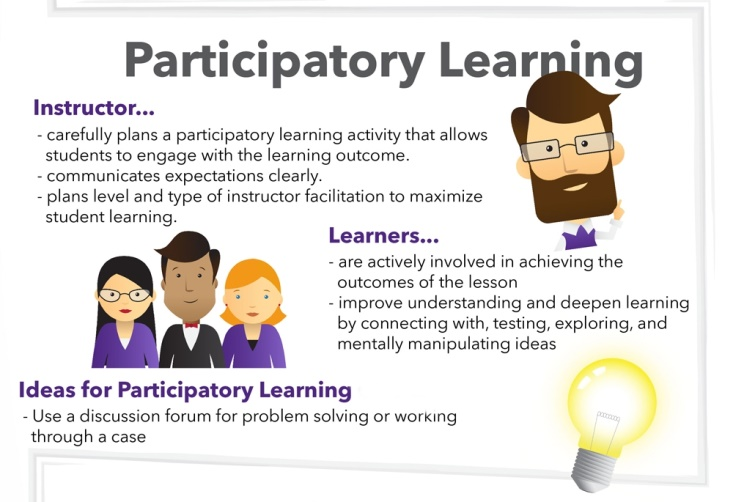 Participatory Learning
Instructor...
- carefully plans a participatory learning activity that allows
students to engage with the learning outcome.
- communicates expectations clearly.
- plans level and type of instructor facilitation to maximize
student learning.
Learners...
- are actively involved in achieving the
outcomes of the lesson
- improve understanding and deepen learning
by connecting with, testing, exploring, and
mentally manipulating ideas
Ideas for Participatory Learning
- Use a discussion forum for problem solving or working
through a case